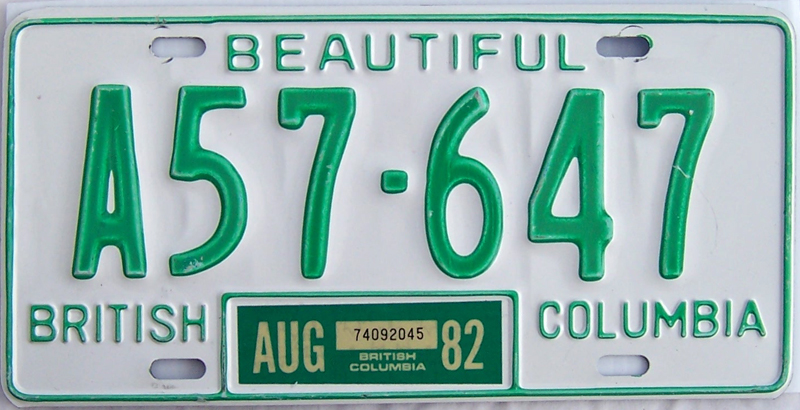 BEAUTIFUL
A57-647
BRITISH COLUMBIA
AUG 74092045 82
BRITISH
COLUMBIA